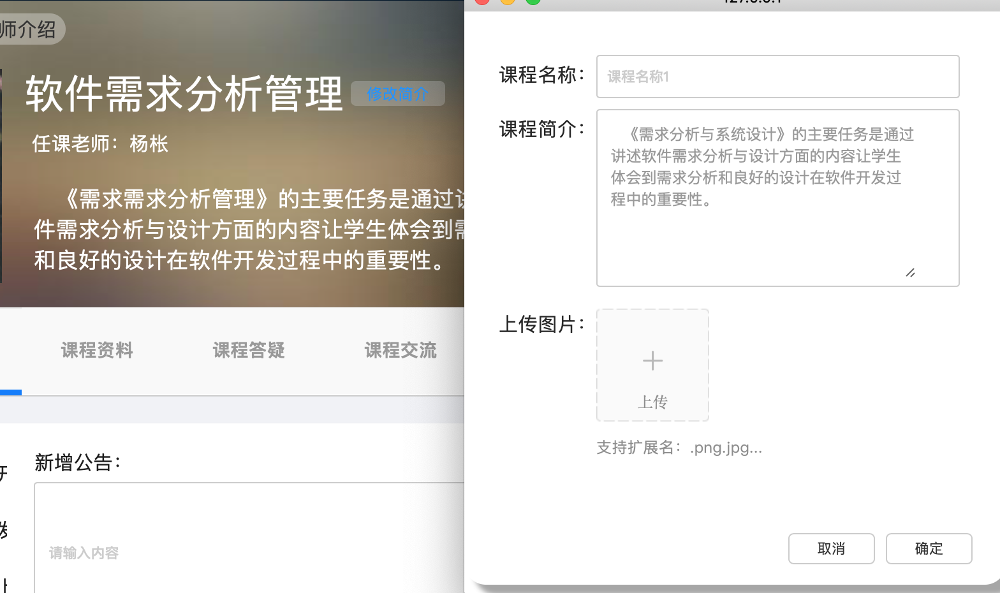 师介绍
软件需求分析管理
修改简介
任课老师：杨枨
《需求需求分析管理》的主要任务是通过讲
件需求分析与设计方面的内容让学生体会到需
和良好的设计在软件开发过程中的重要性。
课程资料
课程答疑
课程交流
新增公告：
请输入内容
127.0.0.1
课程名称：
课程名称1
课程简介：
《需求分析与系统设计》的主要任务是通过
讲述软件需求分析与设计方面的内容让学生
体会到需求分析和良好的设计在软件开发过
程中的重要性。
上传图片：
上传
支持扩展名：.png.jpg...
取消
确定